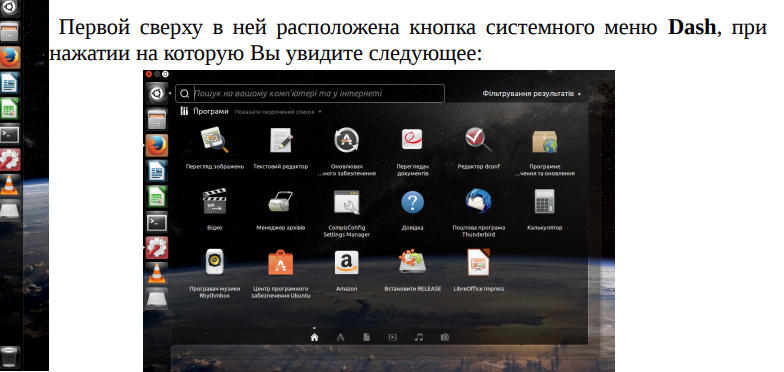 Первой сверху в ней расположена кнопка системного меню Dash, при
нажатии на которую Вы увидите следующее:
Пошук на вашому комп'ютері та у інтернеті
Фільтрування результатів
Програми Показати скорочений список
Перегляд зображень
Текстовий редактор
Оновлювач
...ного забезпечення
Переглядач
документів
Редактор dconf
Програмне
...чення та оновлення
Відео
Менеджер архівів
CompizConfig
Settings Manager
Довідка
Поштова програма
Thunderbird
Калькулятор
Програвач музики
Rhythmbox
Центр програмного
забезпечення Ubuntu
Amazon
Встановити RELEASE
LibreOffice Impress